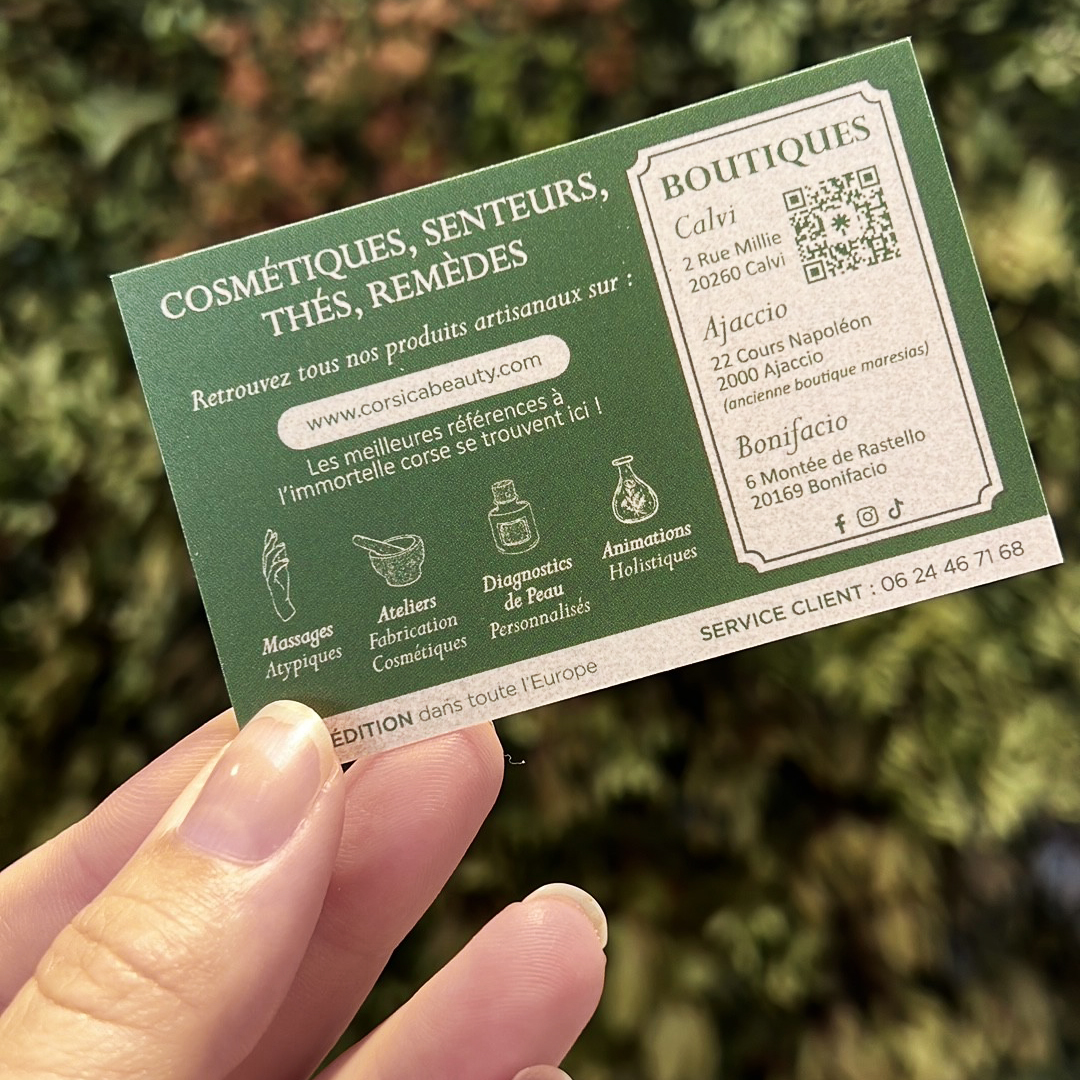 COSMÉTIQUES, SENTEURS,
THÉS, REMÈDES
Retrouvez tous nos produits artisanaux sur :
www.corsicabeauty.com
Les meilleures références à
l'immortelle corse se trouvent ici !
Massages
Atypiques
Ateliers
Fabrication
Cosmétiques
Diagnostics
de Peau
Personnalisés
Animations
Holistiques
BOUTIQUES
Calvi
2 Rue Millie
20260 Calvi
Ajaccio
22 Cours Napoléon
2000 Ajaccio
(ancienne boutique maresias)
Bonifacio
6 Montée de Rastello
20169 Bonifacio
ÉDITION dans toute l'Europe
SERVICE CLIENT : 06 24 46 71 68